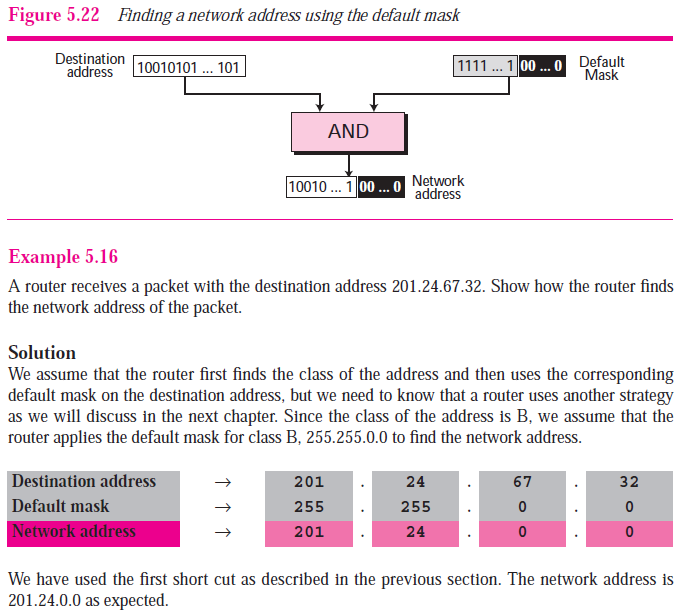 Figure 5.22 Finding a network address using the default mask
Destination address 10010101 ... 101
1111 ... 1 00 ... 0 Default Mask
AND
10010 ... 1 00 ... 0 Network address
Example 5.16
A router receives a packet with the destination address 201.24.67.32. Show how the router finds
the network address of the packet.
Solution
We assume that the router first finds the class of the address and then uses the corresponding
default mask on the destination address, but we need to know that a router uses another strategy
as we will discuss in the next chapter. Since the class of the address is B, we assume that the
router applies the default mask for class B, 255.255.0.0 to find the network address.
Destination address → 201 . 24 . 67 . 32
Default mask → 255 . 255 . 0 . 0
Network address → 201 . 24 . 0 . 0
We have used the first short cut as described in the previous section. The network address is
201.24.0.0 as expected.